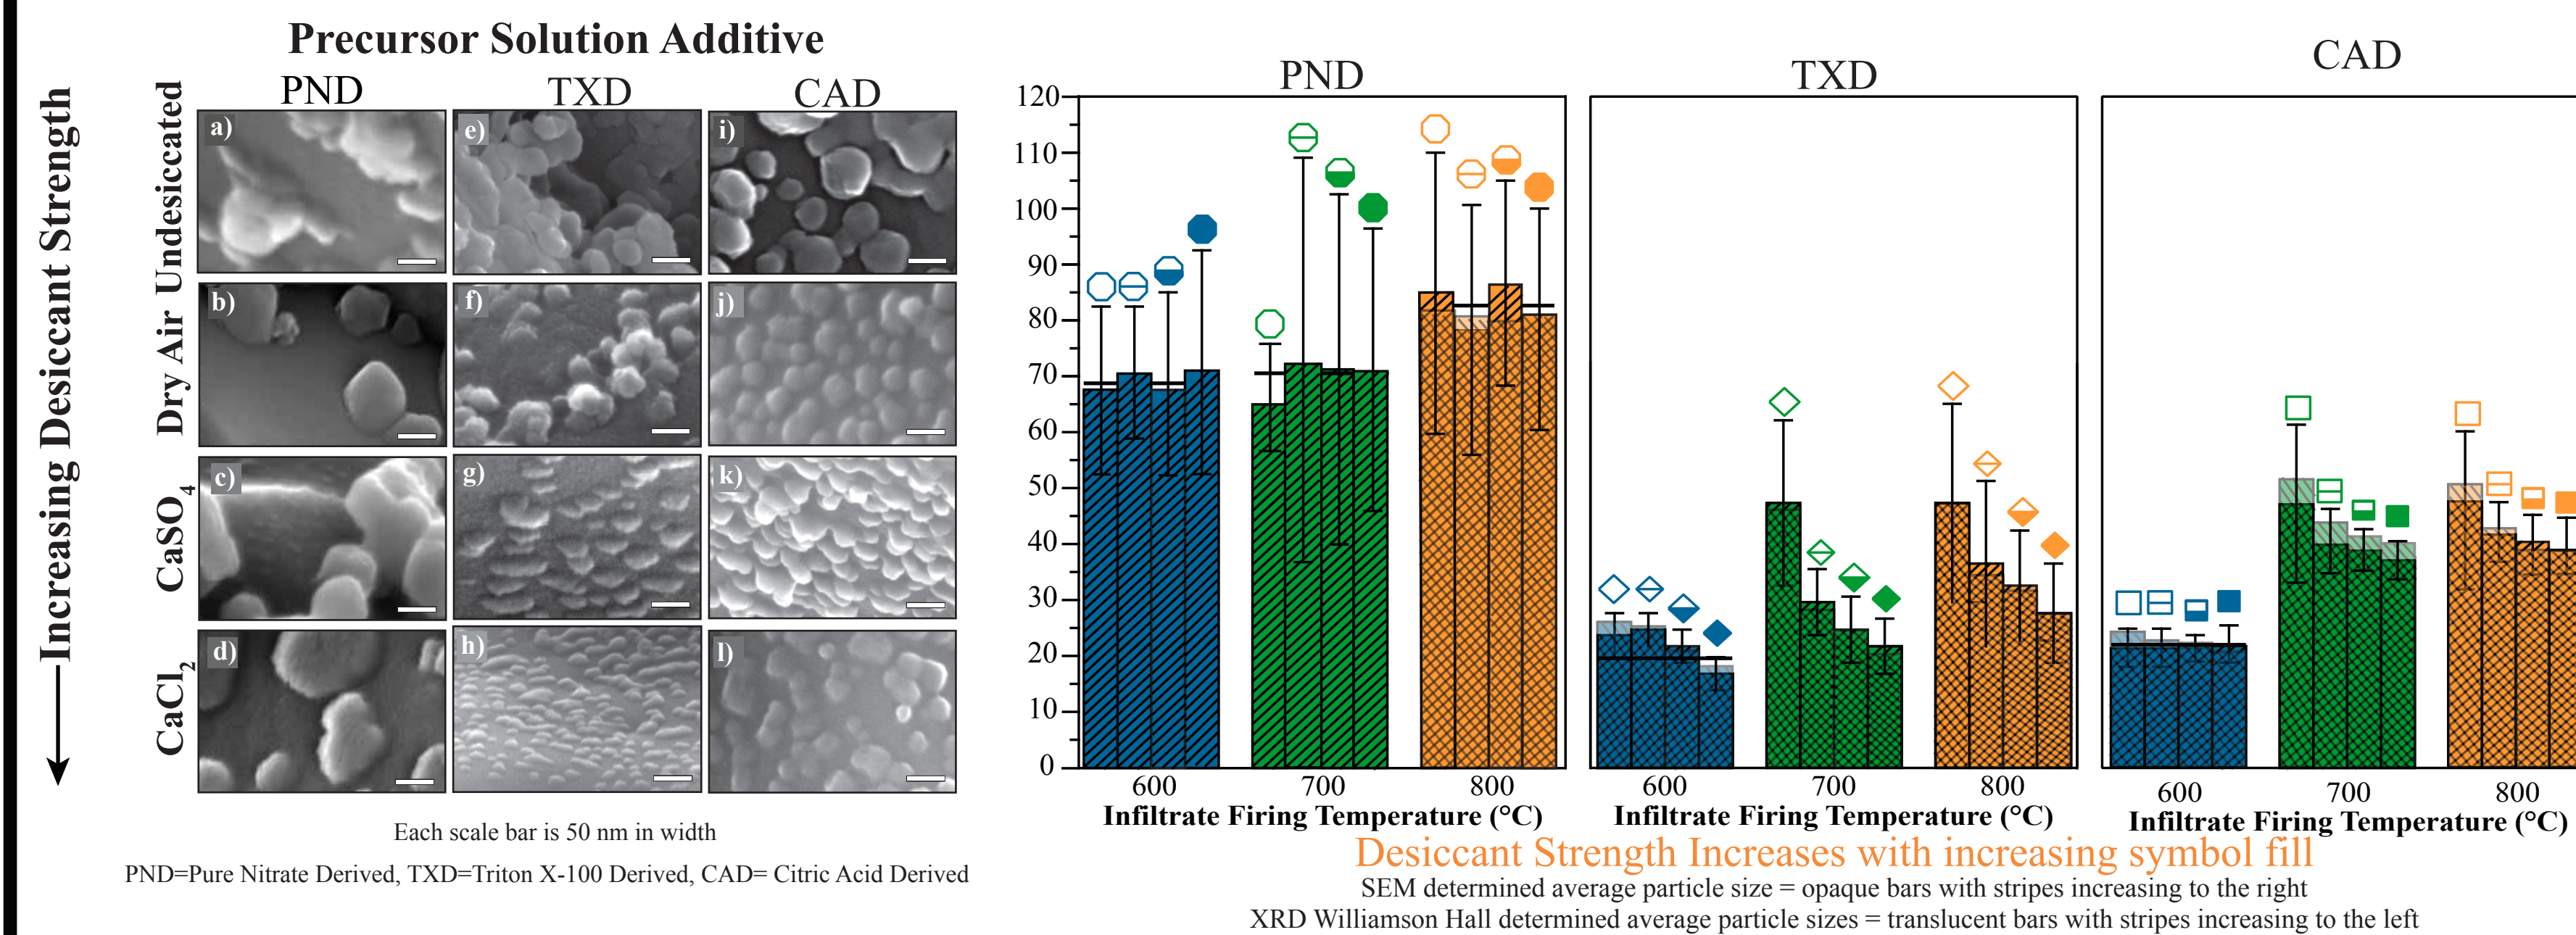 Precursor Solution Additive
PND TXD CAD
Increasing Desiccant Strength
Undesiccated
Dry Air
CaSO4
CaCl2
a) e) i)
b) f) j)
c) g) k)
d) h) l)
Each scale bar is 50 nm in width
PND=Pure Nitrate Derived, TXD=Triton X-100 Derived, CAD= Citric Acid Derived
PND TXD CAD
120
110
100
90
80
70
60
50
40
30
20
10
0
600 700 800 600 700 800 600 700 800
Infiltrate Firing Temperature (°C) Infiltrate Firing Temperature (°C) Infiltrate Firing Temperature (°C)
Desiccant Strength Increases with increasing symbol fill
SEM determined average particle size = opaque bars with stripes increasing to the right
XRD Williamson Hall determined average particle sizes = translucent bars with stripes increasing to the left